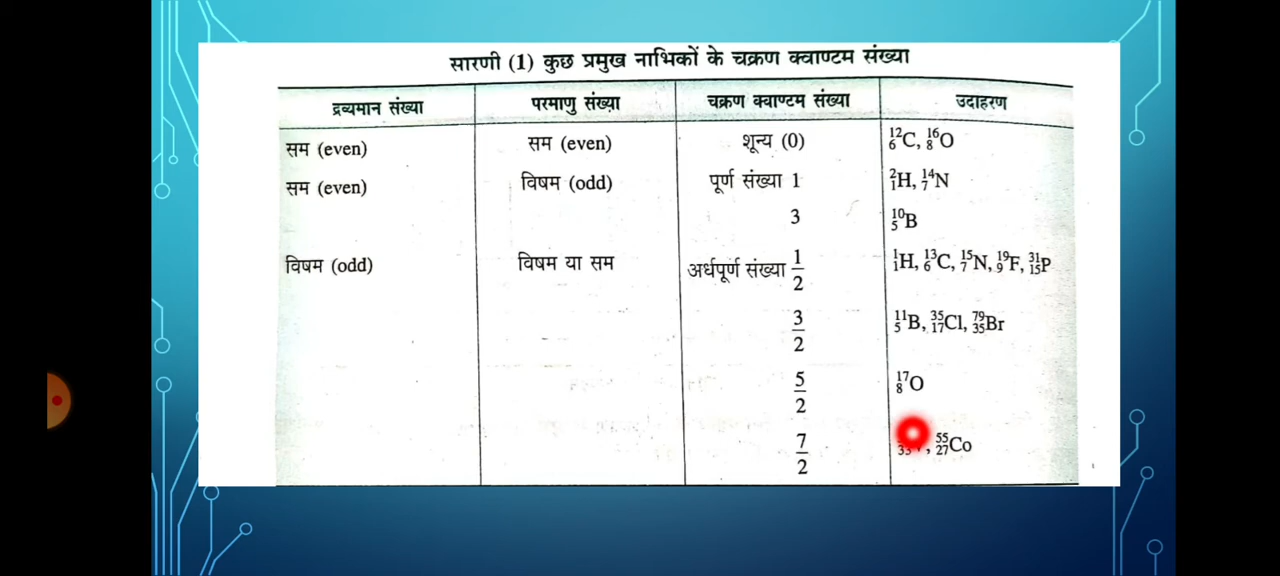 सारणी (1) कुछ प्रमुख नाभिकों के चक्रण क्वाण्टम संख्या
द्रव्यमान संख्या परमाणु संख्या चक्रण क्वाण्टम संख्या उदाहरण
सम (even) सम (even) शून्य (0) ¹²₆C, ¹⁶₈O
सम (even) विषम (odd) पूर्ण संख्या 1 ²₁H, ¹⁴₇N
3 ¹⁰₅B
विषम (odd) विषम या सम अर्धपूर्ण संख्या 1/2 ¹₁H, ¹³₆C, ¹⁵₇N, ¹⁹₉F, ³¹₁₅P
3/2 ¹¹₅B, ³⁵₁₇Cl, ⁷⁹₃₅Br
5/2 ¹⁷₈O
7/2 , ⁵⁵₂₇Co